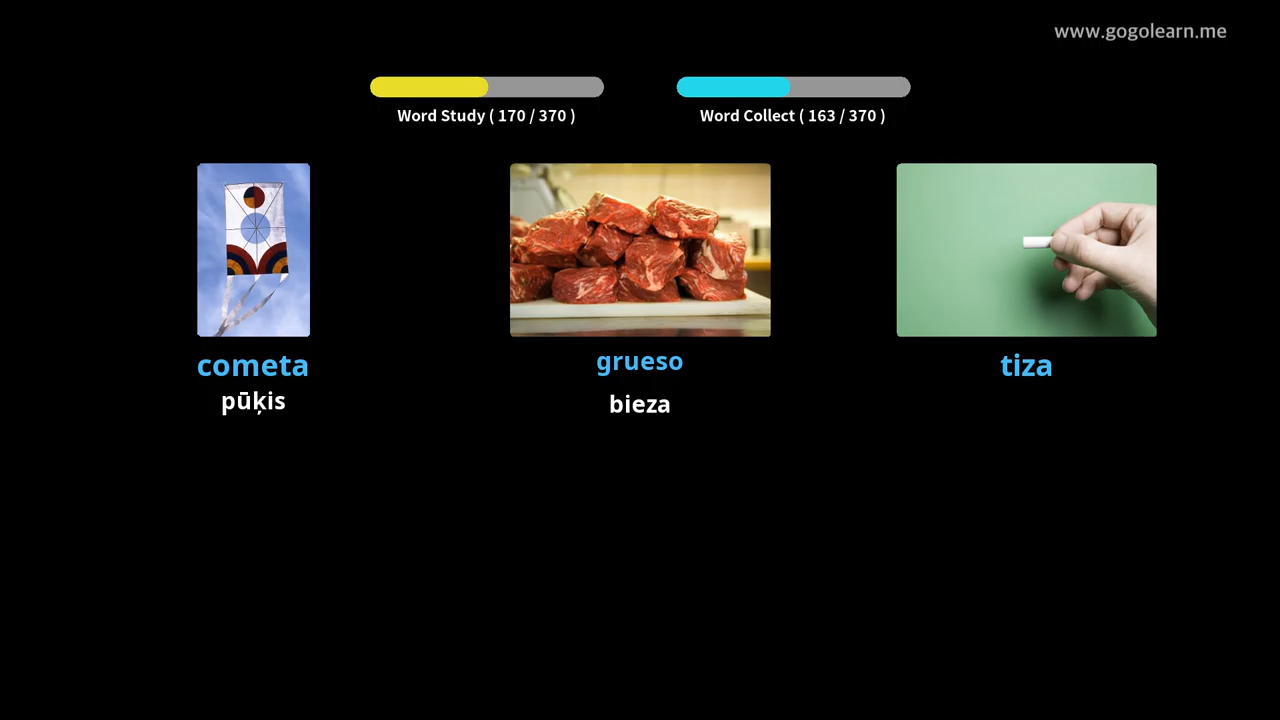 www.gogolearn.me
Word Study ( 170 / 370 )
Word Collect ( 163 / 370 )
cometa
pūķis
grueso
bieza
tiza